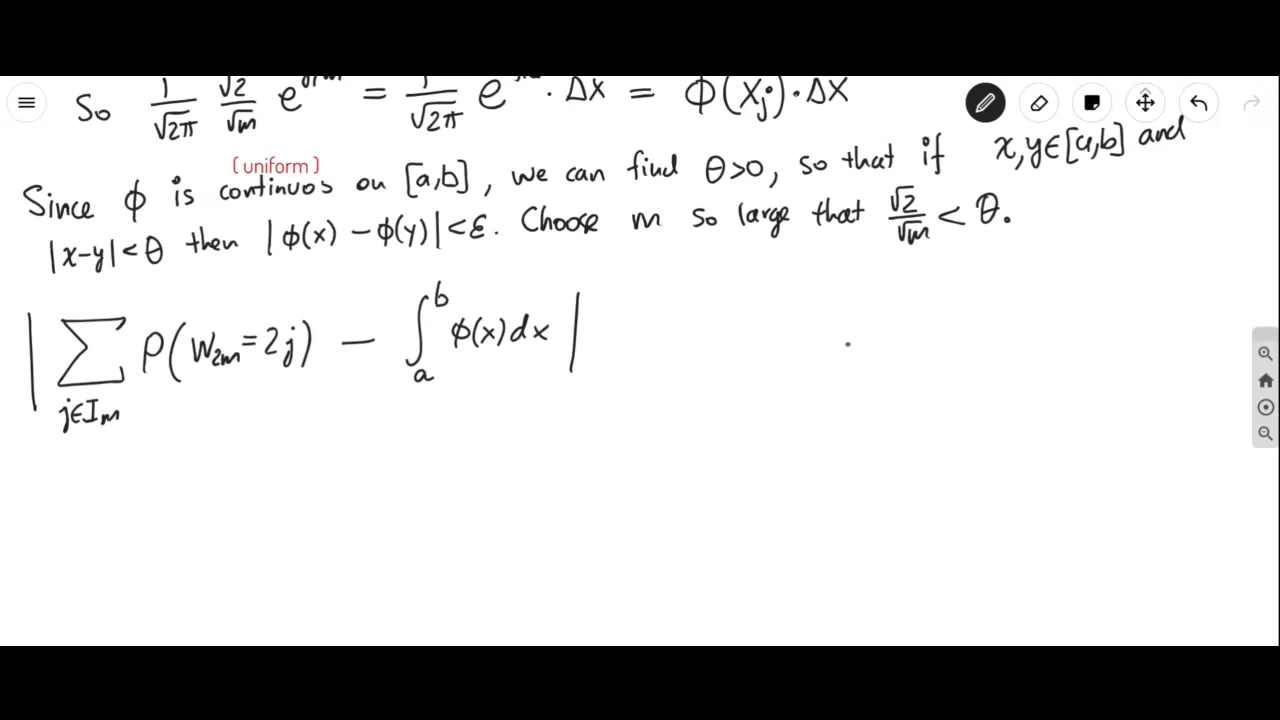 So 1/√2π √2/√m e = 1/√2π e · Δx = ϕ(Xj)·Δx
(uniform)
Since ϕ is continuos on [a,b], we can find θ>0, so that if x,y∈[a,b] and
|x-y|<θ then |ϕ(x) - ϕ(y)|<ε. Choose m so large that √2/√m < θ.
| ∑ j∈Im P(W2m=2j) - ∫ a b ϕ(x)dx |